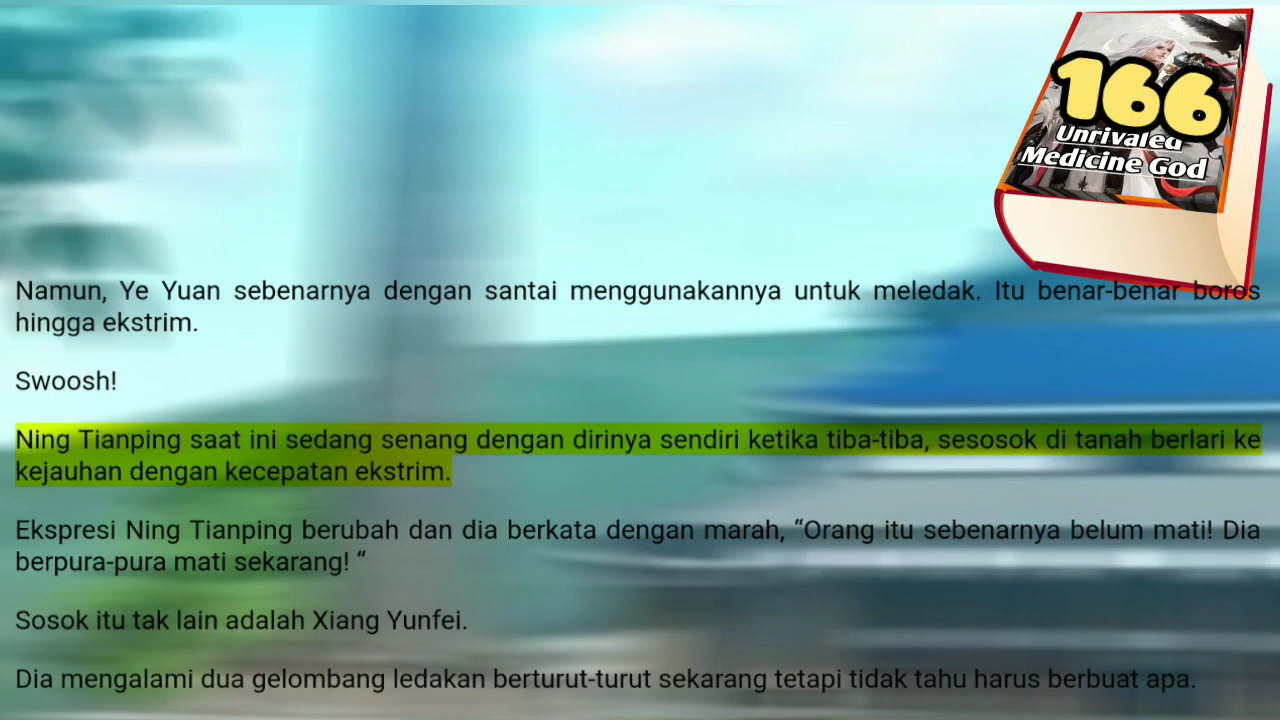 166
Unrivaled
Medicine God
Namun, Ye Yuan sebenarnya dengan santai menggunakannya untuk meledak. Itu benar-benar boros
hingga ekstrim.
Swoosh!
Ning Tianping saat ini sedang senang dengan dirinya sendiri ketika tiba-tiba, sesosok di tanah berlari ke
kejauhan dengan kecepatan ekstrim.
Ekspresi Ning Tianping berubah dan dia berkata dengan marah, “Orang itu sebenarnya belum mati! Dia
berpura-pura mati sekarang! “
Sosok itu tak lain adalah Xiang Yunfei.
Dia mengalami dua gelombang ledakan berturut-turut sekarang tetapi tidak tahu harus berbuat apa.